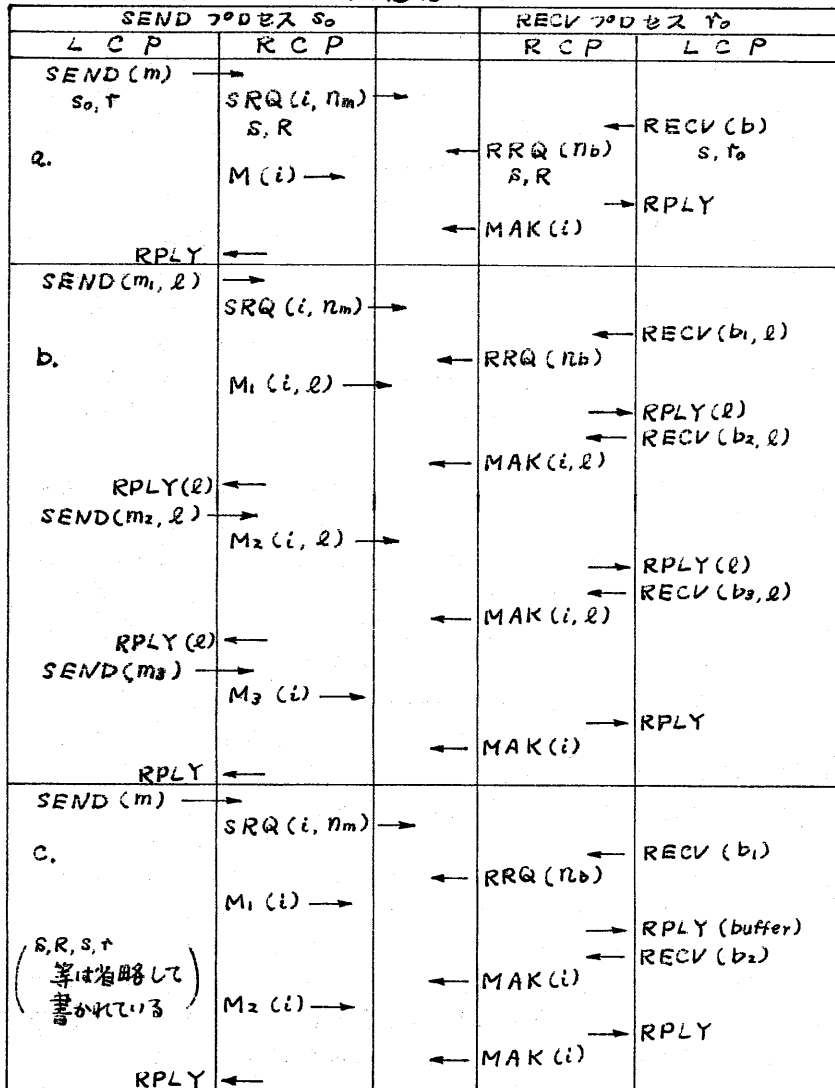 SEND プロセス s₀ RECV プロセス r₀
L C P R C P R C P L C P
SEND(m) →
s₀, r SRQ(i, nm) →
S, R ← RECV(b)
← RRQ(nb) s, r₀
a. M(i) → S, R
→ RPLY
← MAK(i)
RPLY ←
SEND(m₁, ℓ) →
SRQ(i, nm) →
← RECV(b₁, ℓ)
b. ← RRQ(nb)
M₁(i, ℓ) →
→ RPLY(ℓ)
← RECV(b₂, ℓ)
← MAK(i, ℓ)
RPLY(ℓ) ←
SEND(m₂, ℓ) →
M₂(i, ℓ) →
→ RPLY(ℓ)
← RECV(b₃, ℓ)
← MAK(i, ℓ)
RPLY(ℓ) ←
SEND(m₃) →
M₃(i) →
→ RPLY
← MAK(i)
RPLY ←
SEND(m) →
SRQ(i, nm) →
c. ← RECV(b₁)
← RRQ(nb)
M₁(i) →
→ RPLY(buffer)
(S, R, s, r ← RECV(b₂)
等は省略して ← MAK(i)
書かれている) M₂(i) →
→ RPLY
← MAK(i)
RPLY ←